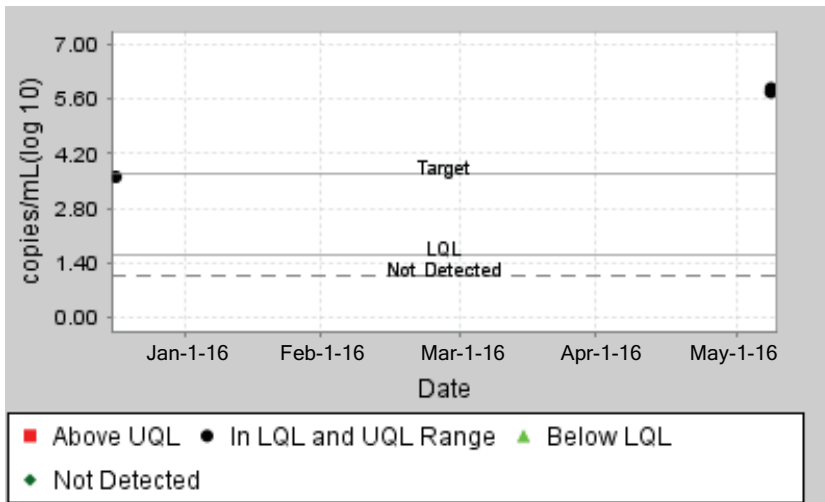 copies/mL(log 10)
7.00
5.60
4.20
2.80
1.40
0.00
Target
LQL
Not Detected
Jan-1-16 Feb-1-16 Mar-1-16 Apr-1-16 May-1-16
Date
Above UQL In LQL and UQL Range Below LQL
Not Detected